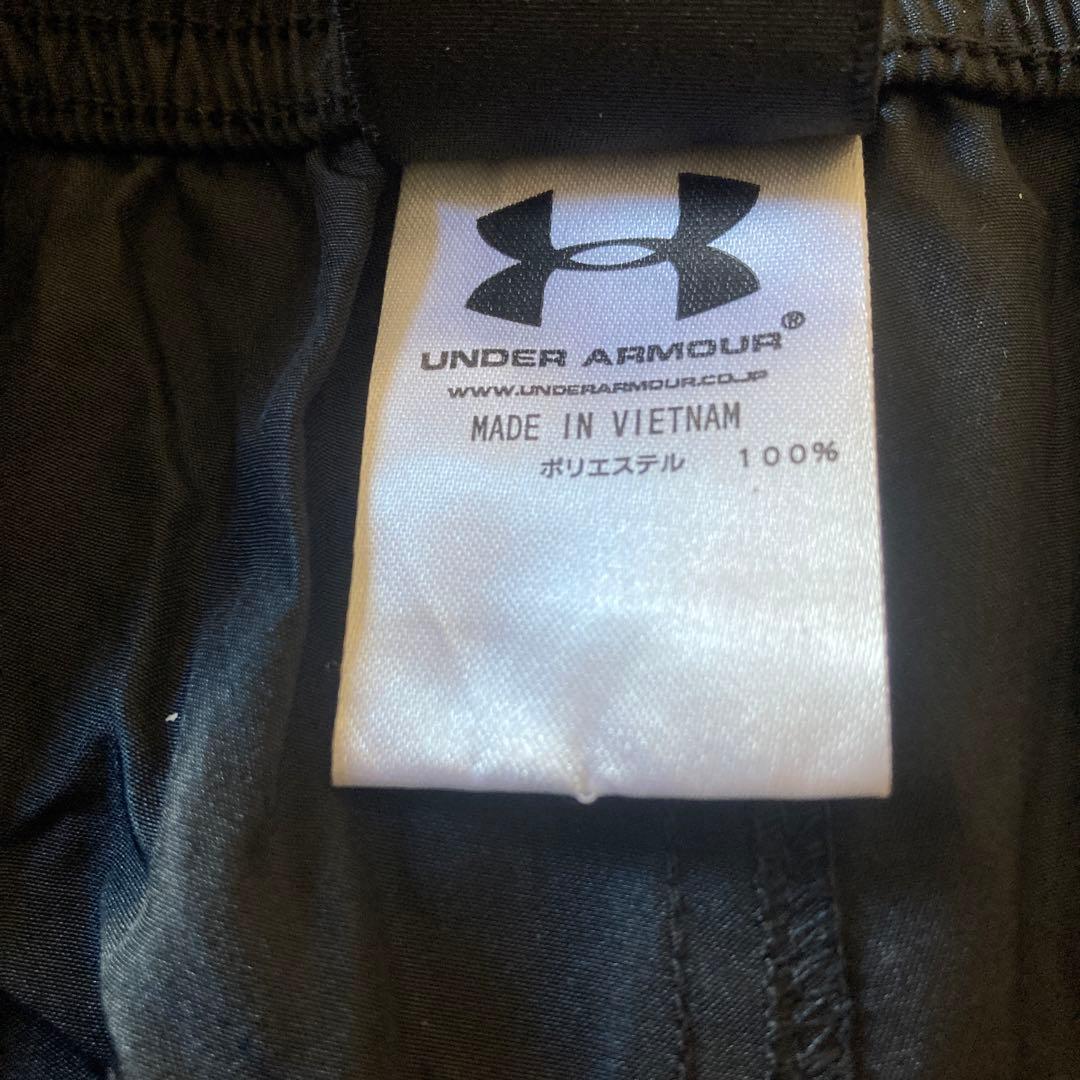 UNDER ARMOUR®
WWW.UNDERARMOUR.CO.JP
MADE IN VIETNAM
ポリエステル 100%